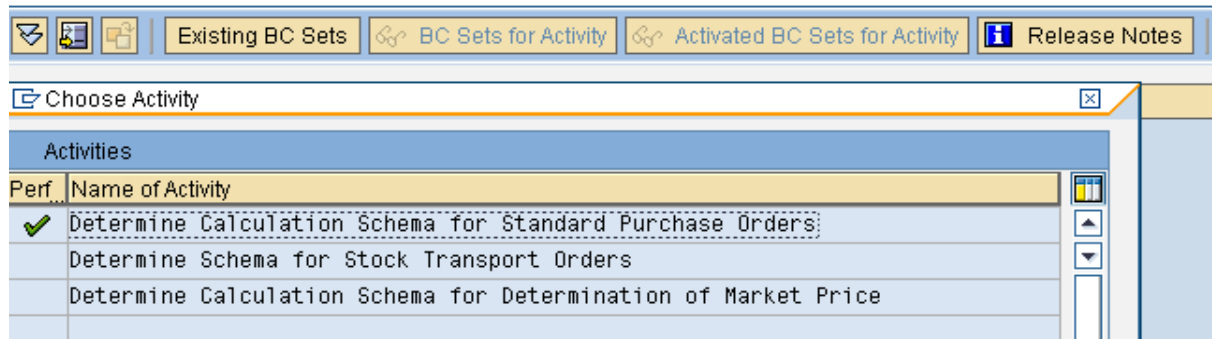 Existing BC Sets BC Sets for Activity Activated BC Sets for Activity Release Notes
Choose Activity
Activities
Perf... Name of Activity
Determine Calculation Schema for Standard Purchase Orders
Determine Schema for Stock Transport Orders
Determine Calculation Schema for Determination of Market Price